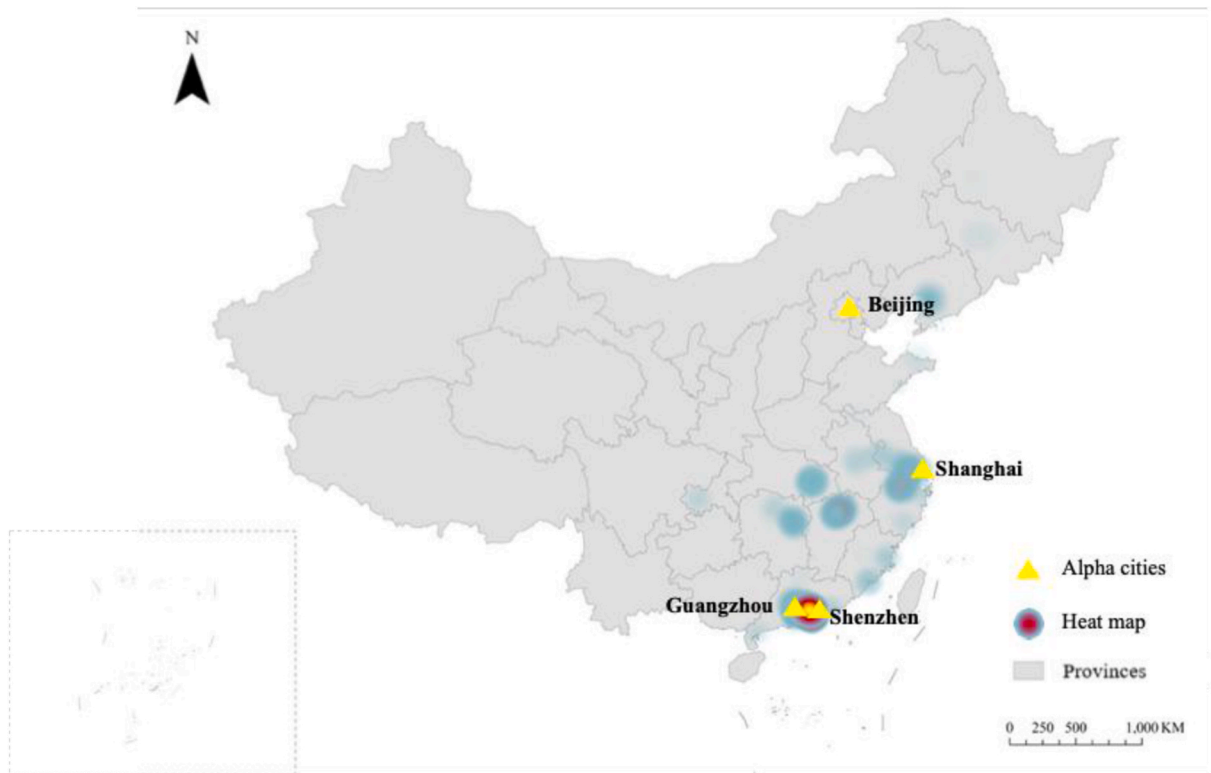 N
Beijing
Shanghai
Guangzhou
Shenzhen
Alpha cities
Heat map
Provinces
0 250 500 1,000 KM